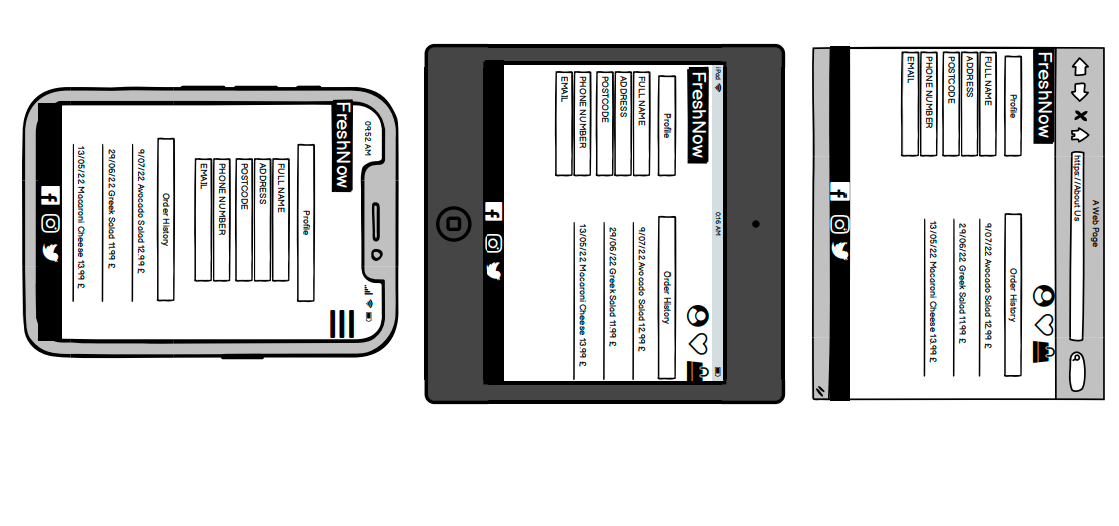 09:52 AM
FreshNow
Profile
FULL NAME
ADDRESS
POSTCODE
PHONE NUMBER
EMAIL
Order History
9/07/22 Avocado Salad 12.99 £
29/06/22 Greek Salad 11.99 £
13/05/22 Macaroni Cheese 13.99 £
iPod
0:16 AM
FreshNow
Profile
FULL NAME
ADDRESS
POSTCODE
PHONE NUMBER
EMAIL
Order History
9/07/22 Avocado Salad 12.99 £
29/06/22 Greek Salad 11.99 £
13/05/22 Macaroni Cheese 13.99 £
A Web Page
https://About Us
FreshNow
Profile
FULL NAME
ADDRESS
POSTCODE
PHONE NUMBER
EMAIL
Order History
9/07/22 Avocado Salad 12.99 £
29/06/22 Greek Salad 11.99 £
13/05/22 Macaroni Cheese 13.99 £